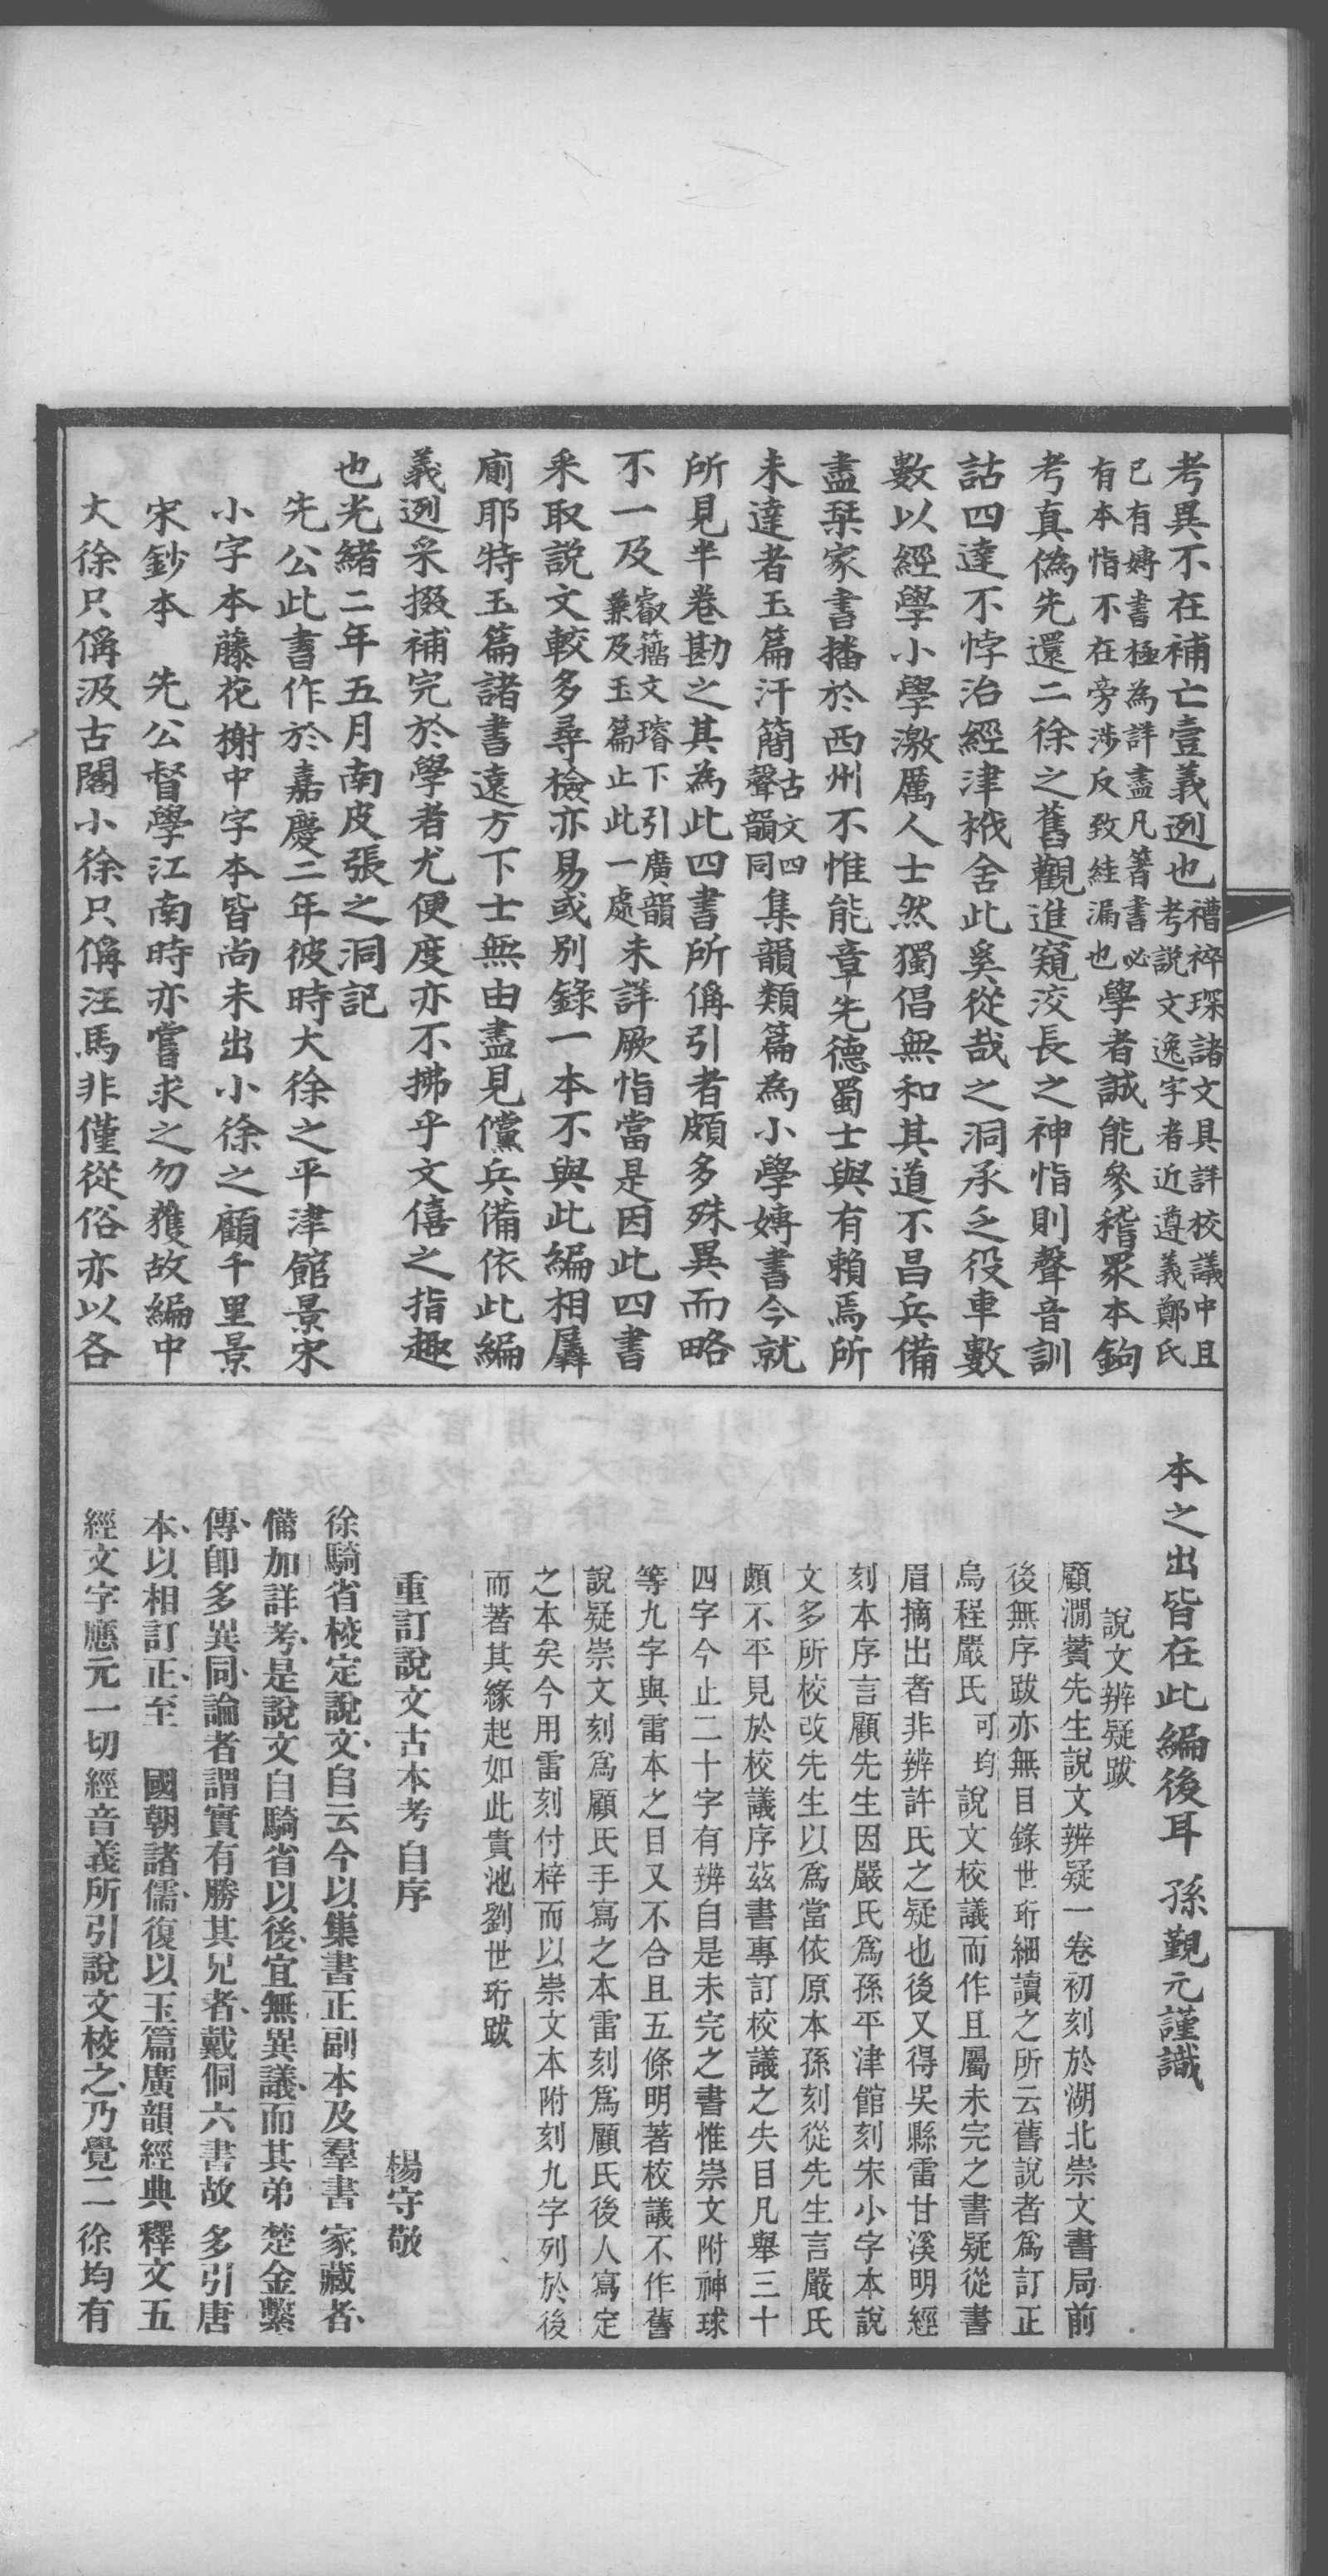 考異不在補亡壹義迾也禮祽琛諸文具詳校議中且考說文逸字者近遵義鄭氏
已有專書極為詳盡凡箸書必有本恉不在旁涉反致絓漏也學者誠能參稽眾本鉤
考真偽先還二徐之舊觀進窺洨長之神恉則聲音訓
詁四達不悖治經津栰舍此奚從哉之洞承乏役車數
數以經學小學激厲人士然獨倡無和其道不昌兵備
盡栞家書播於西州不惟能章先德蜀士與有賴焉所
未達者玉篇汗簡古文四聲韻同集韻類篇為小學專書今就
所見半卷勘之其為此四書所偁引者頗多殊異而略
不一及叡籀文璿下引廣韻兼及玉篇止此一處未詳厥恉當是因此四書
采取說文較多尋檢亦易或別錄一本不與此編相羼
廁耶特玉篇諸書遠方下士無由盡見儻兵備依此編
義迾采掇補完於學者尤便度亦不拂乎文僖之指趣
也光緒二年五月南皮張之洞記
先公此書作於嘉慶二年彼時大徐之平津館景宋
小字本藤花榭中字本皆尚未出小徐之顧千里景
宋鈔本　先公督學江南時亦嘗求之勿獲故編中
大徐只偁汲古閣小徐只偁汪馬非僅從俗亦以各
本之出皆在此編後耳　孫觀元謹識
說文辨疑跋
顧澗薲先生說文辨疑一卷初刻於湖北崇文書局前
後無序跋亦無目錄世珩細讀之所云舊說者爲訂正
烏程嚴氏可均說文校議而作且屬未完之書疑從書
眉摘出者非辨許氏之疑也後又得吳縣雷甘溪明經
刻本序言顧先生因嚴氏爲孫平津館刻宋小字本說
文多所校改先生以爲當依原本孫刻從先生言嚴氏
頗不平見於校議序茲書專訂校議之失目凡舉三十
四字今止二十字有辨自是未完之書惟崇文附神球
等九字與雷本之目又不合且五條明著校議不作舊
說疑崇文刻爲顧氏手寫之本雷刻爲顧氏後人寫定
之本矣今用雷刻付梓而以崇文本附刻九字列於後
而著其緣起如此貴池劉世珩跋
重訂說文古本考自序　楊守敬
徐騎省校定說文自云今以集書正副本及羣書家藏者
備加詳考是說文自騎省以後宜無異議而其弟楚金繫
傳卽多異同論者謂實有勝其兄者戴侗六書故多引唐
本以相訂正至　國朝諸儒復以玉篇廣韻經典釋文五
經文字應元一切經音義所引說文校之乃覺二徐均有